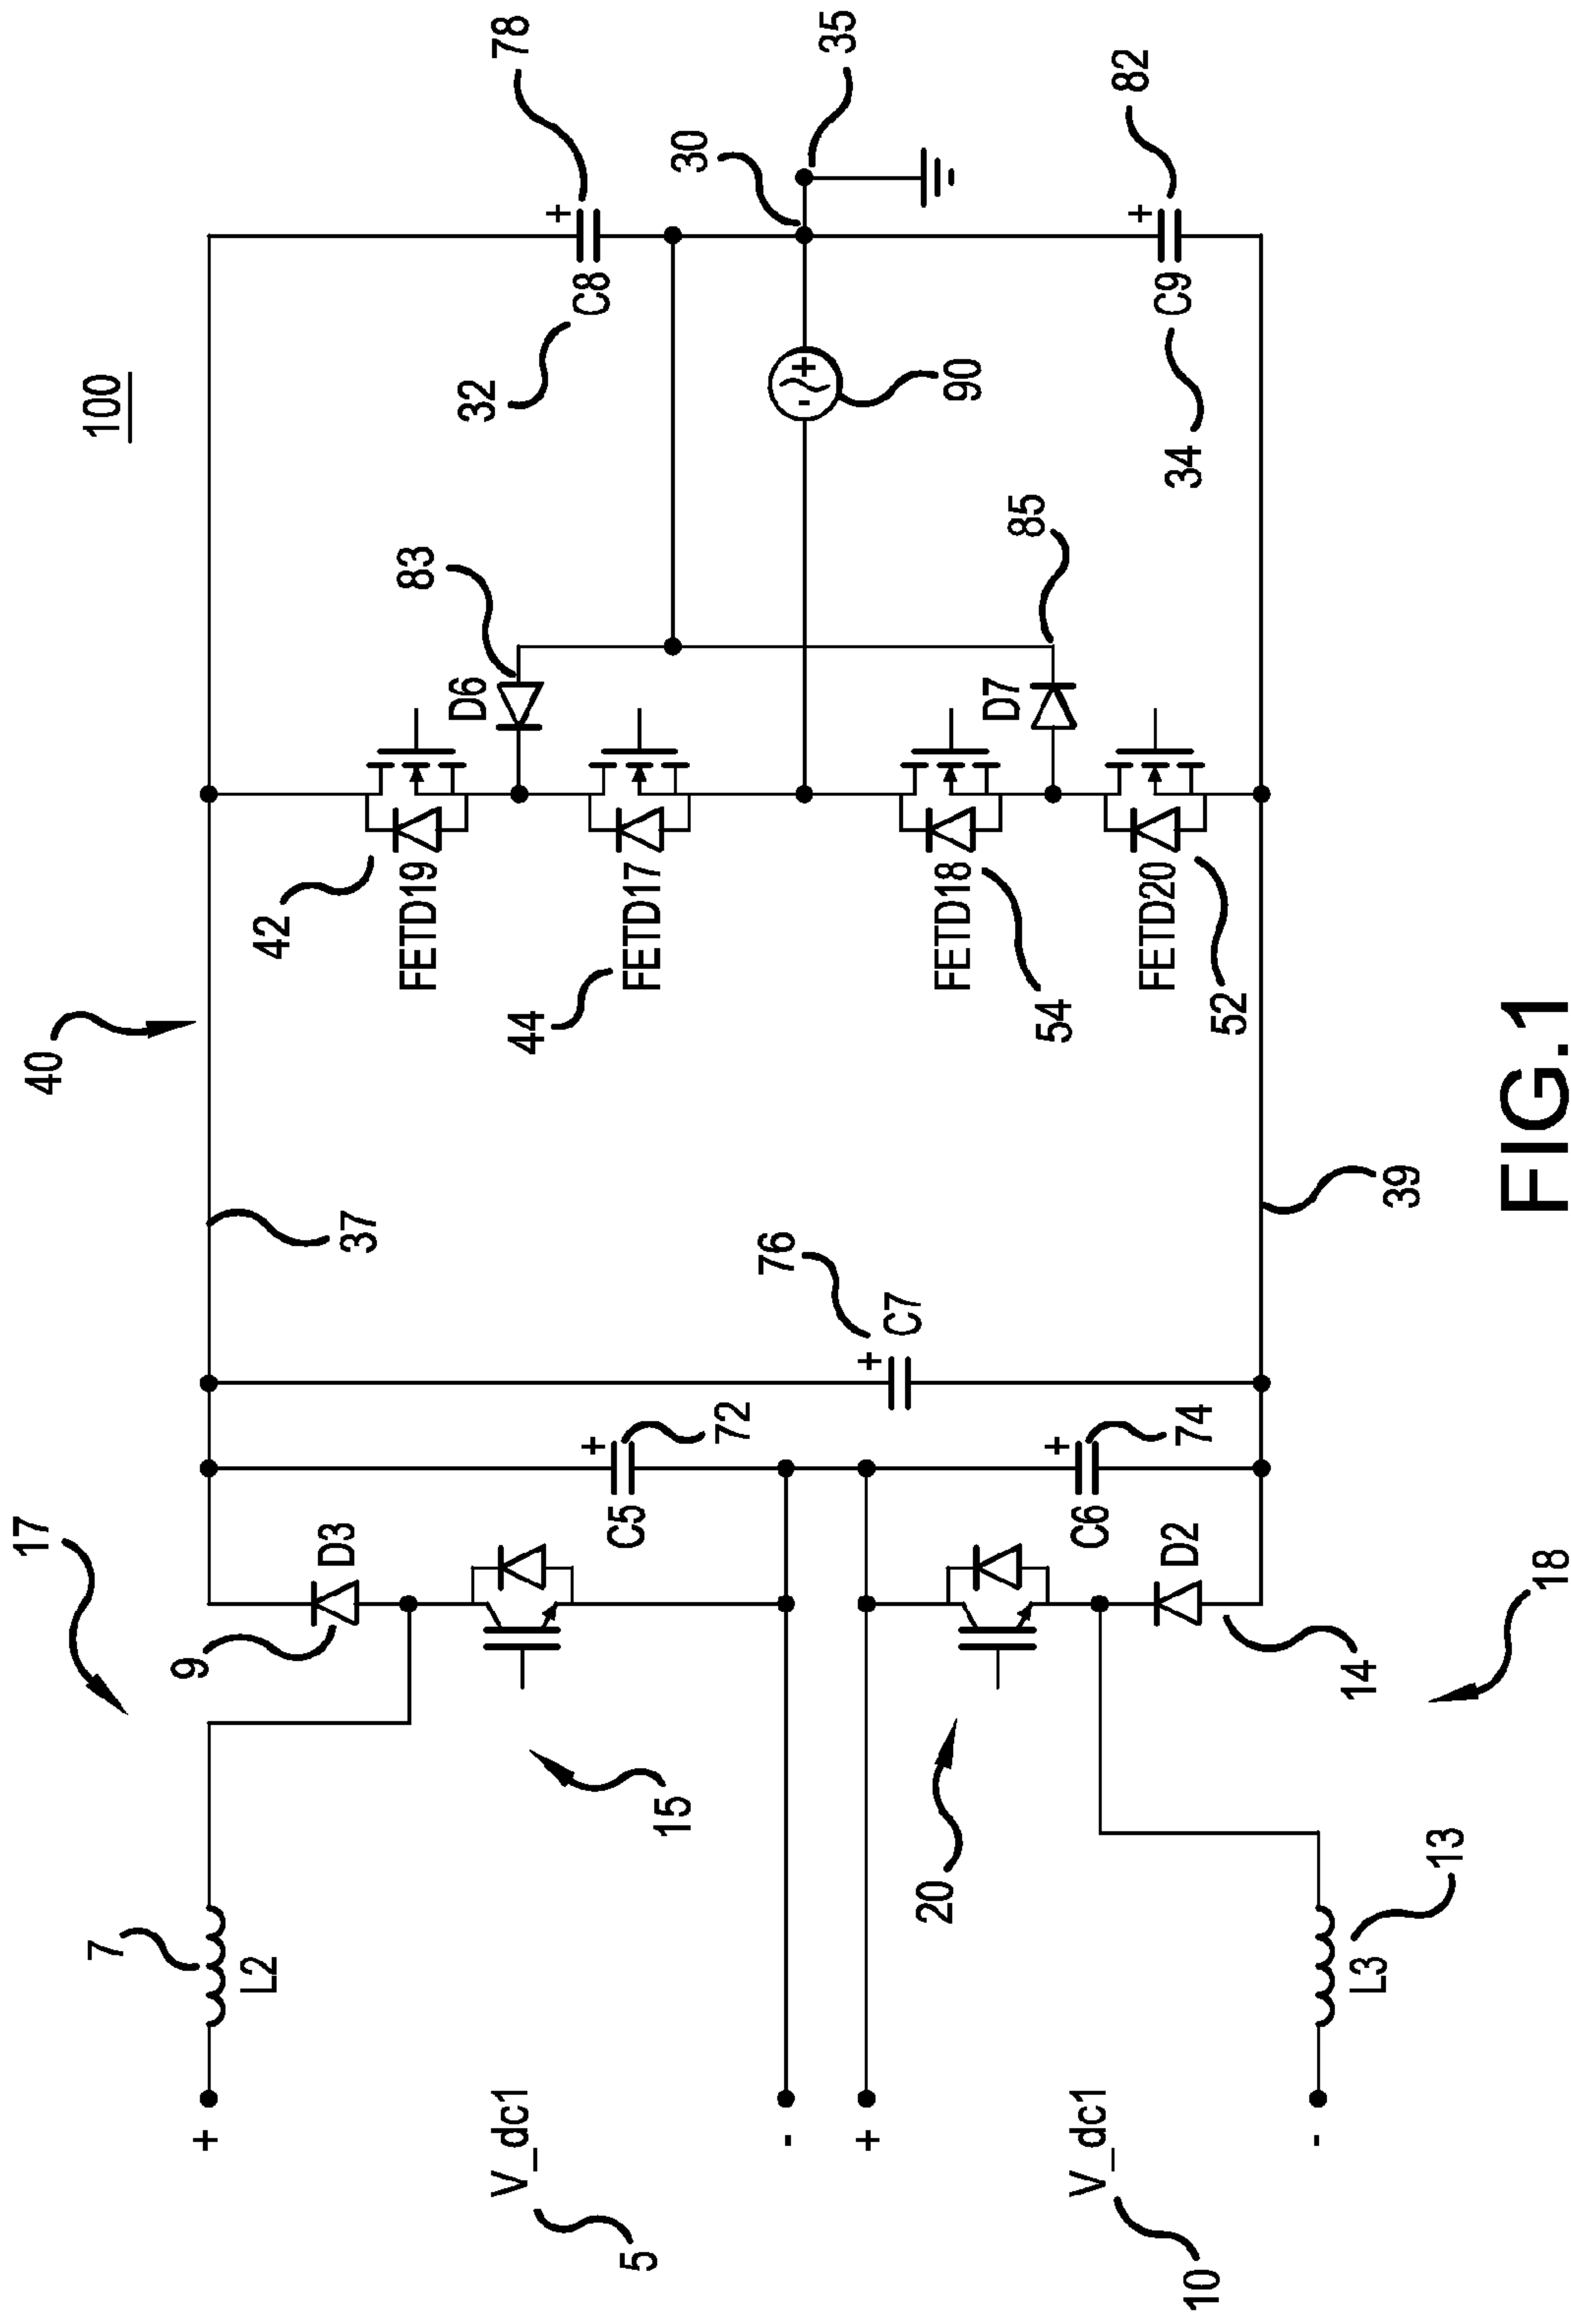 100
40
17
37
7
L2
+
9
D3
42
FETD19
83
D6
32
C8
+
78
V_dc1
5
15
C5
+
72
44
FETD17
30
35
-
+
90
76
+
C7
-
+
20
54
FETD18
85
D7
V_dc1
10
C6
+
74
FETD20
52
34
C9
+
82
D2
14
18
39
L3
13
-
FIG.1